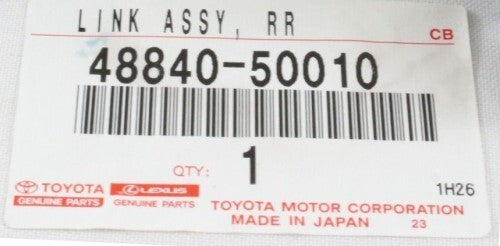 LINK ASSY, RR
CB
48840-50010
QTY: 1
TOYOTA LEXUS
GENUINE PARTS GENUINE PARTS
1H26
TOYOTA MOTOR CORPORATION
MADE IN JAPAN 23